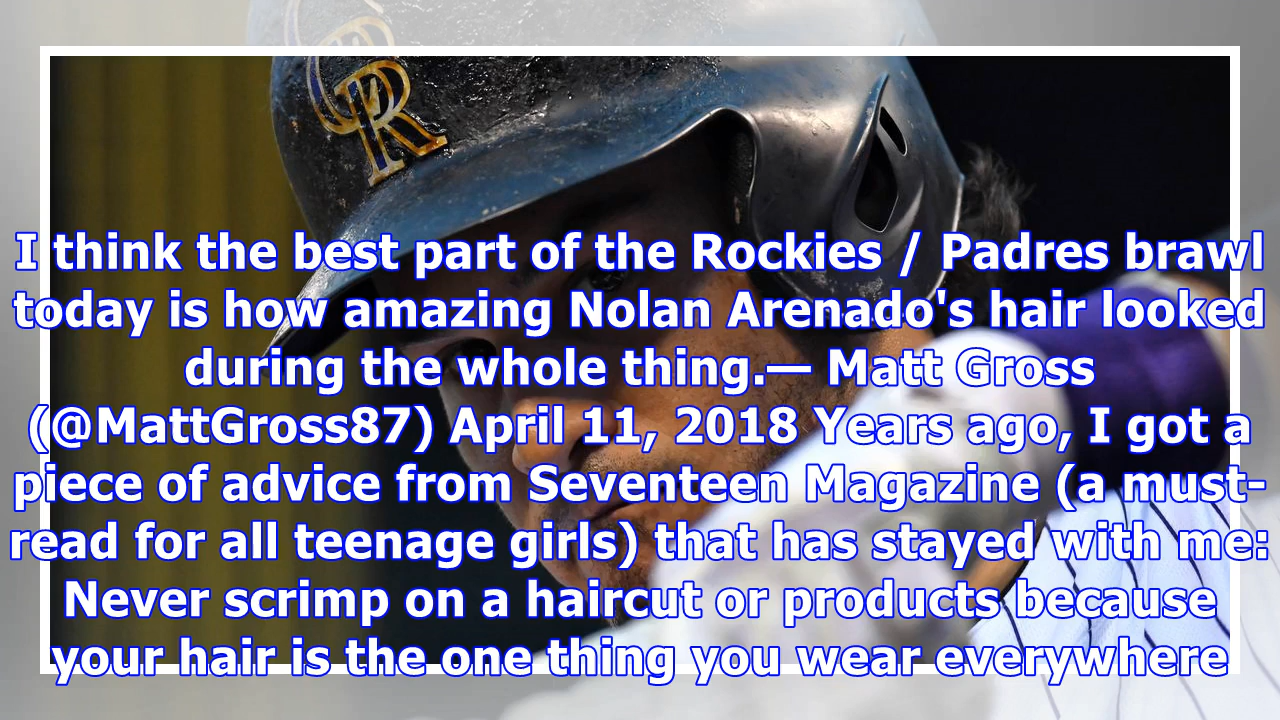 CR
I think the best part of the Rockies / Padres brawl
today is how amazing Nolan Arenado's hair looked
during the whole thing.— Matt Gross
(@MattGross87) April 11, 2018 Years ago, I got a
piece of advice from Seventeen Magazine (a must-
read for all teenage girls) that has stayed with me:
Never scrimp on a haircut or products because
your hair is the one thing you wear everywhere